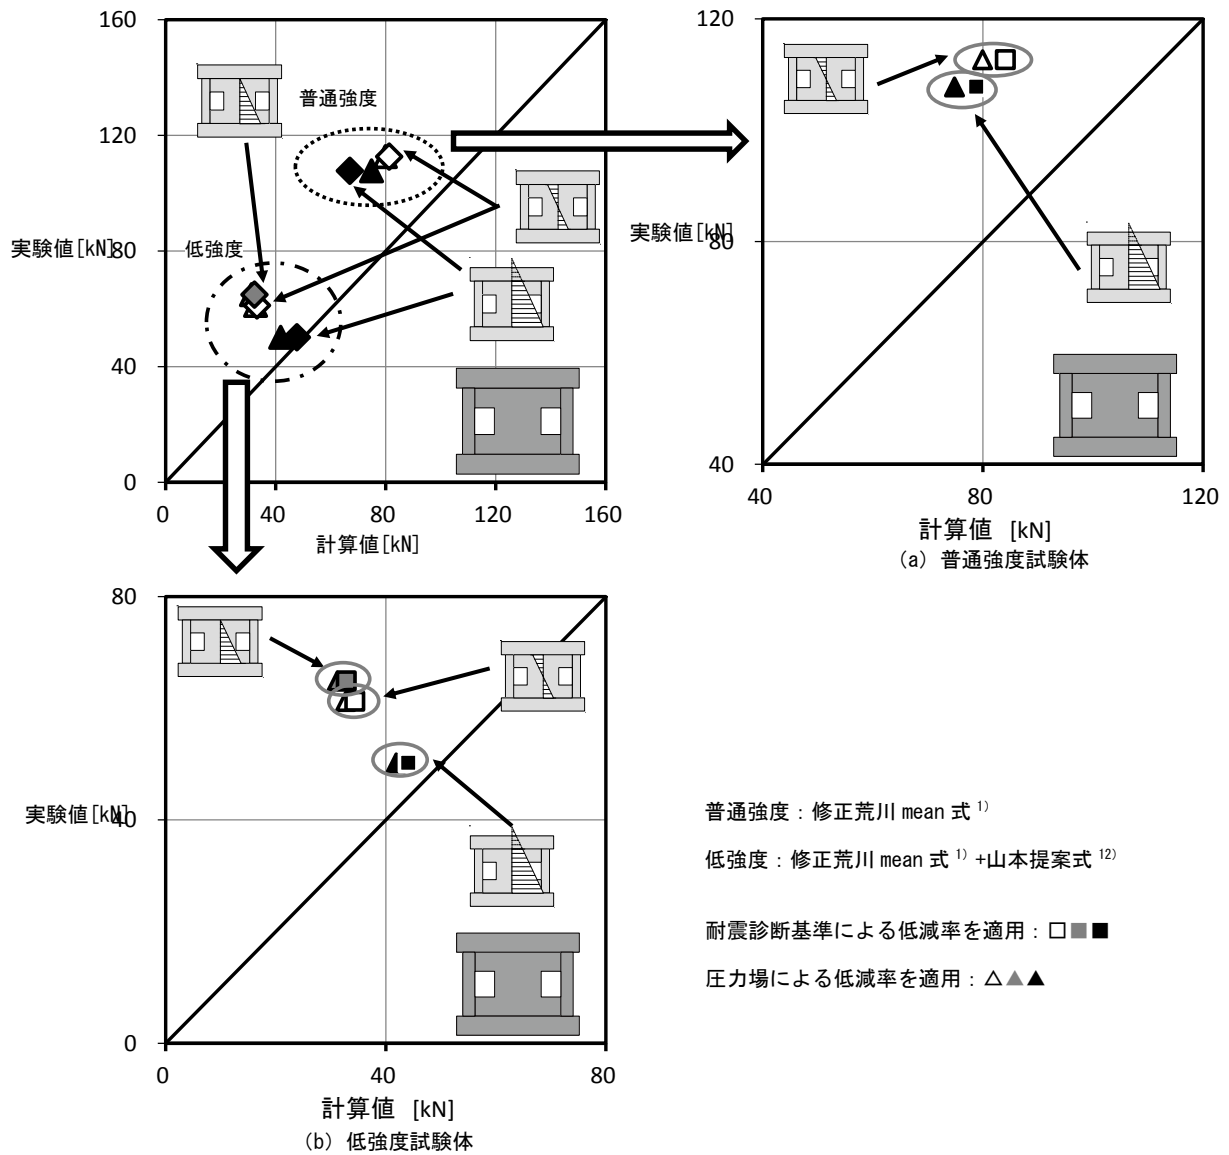 160
120
80
40
0
実験値[kN]
普通強度
低強度
0
40
80
120
160
計算値[kN]
120
80
40
実験値[kN]
40
80
120
計算値 [kN]
(a) 普通強度試験体
80
40
0
実験値[kN]
0
40
80
計算値 [kN]
(b) 低強度試験体
普通強度：修正荒川 mean 式 1)
低強度：修正荒川 mean 式 1) +山本提案式 12)
耐震診断基準による低減率を適用：□■■
圧力場による低減率を適用：△▲▲